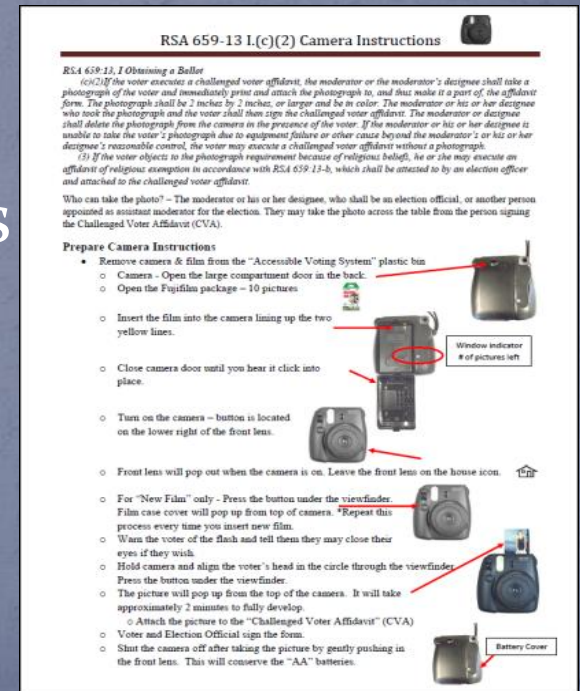 S
RSA 659-13 I.(c)(2) Camera Instructions
RSA 659:13, I Obtaining a Ballot
(c)(2)If the voter executes a challenged voter affidavit, the moderator or the moderator's designee shall take a
photograph of the voter and immediately print and attach the photograph to, and thus make it a part of, the affidavit
form. The photograph shall be 2 inches by 2 inches, or larger and be in color. The moderator or his or her designee
who took the photograph and the voter shall then sign the challenged voter affidavit. The moderator or designee
shall delete the photograph from the camera in the presence of the voter. If the moderator or his or her designee is
unable to take the voter's photograph due to equipment failure or other cause beyond the moderator's or his or her
designee's reasonable control, the voter may execute a challenged voter affidavit without a photograph.
(3) If the voter objects to the photograph requirement because of religious beliefs, he or she may execute an
affidavit of religious exemption in accordance with RSA 659:13-b, which shall be attested to by an election officer
and attached to the challenged voter affidavit.
Who can take the photo? – The moderator or his or her designee, who shall be an election official, or another person
appointed as assistant moderator for the election. They may take the photo across the table from the person signing
the Challenged Voter Affidavit (CVA).
Prepare Camera Instructions
• Remove camera & film from the "Accessible Voting System" plastic bin
o Camera - Open the large compartment door in the back.
o Open the Fujifilm package – 10 pictures
o Insert the film into the camera lining up the two
yellow lines.
Window indicator
# of pictures left
o Close camera door until you hear it click into
place.
o Turn on the camera – button is located
on the lower right of the front lens.
o Front lens will pop out when the camera is on. Leave the front lens on the house icon.
o For "New Film" only - Press the button under the viewfinder.
Film case cover will pop up from top of camera. *Repeat this
process every time you insert new film.
o Warn the voter of the flash and tell them they may close their
eyes if they wish.
o Hold camera and align the voter's head in the circle through the viewfinder.
Press the button under the viewfinder.
o The picture will pop up from the top of the camera. It will take
approximately 2 minutes to fully develop.
o Attach the picture to the "Challenged Voter Affidavit" (CVA)
o Voter and Election Official sign the form.
o Shut the camera off after taking the picture by gently pushing in
the front lens. This will conserve the "AA" batteries.
Battery Cover